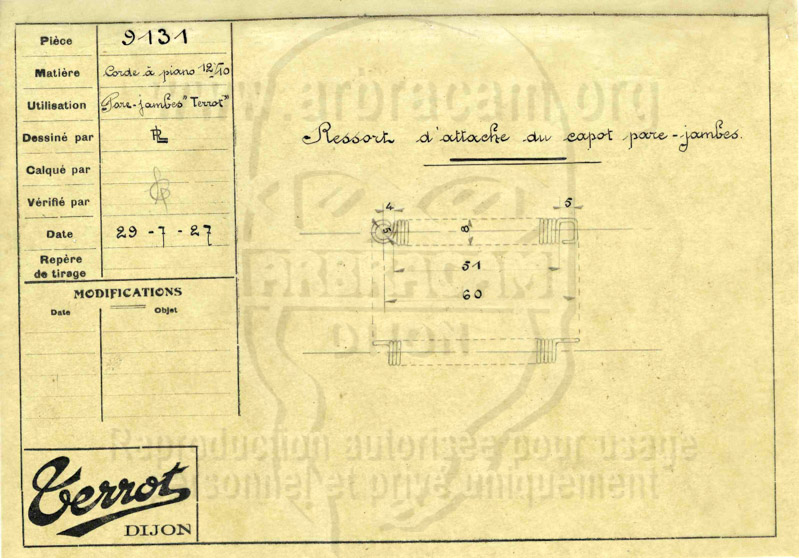 Pièce 9131
Matière Corde à piano 12/10
Utilisation Pare-jambes "Terrot"
Dessiné par
Calqué par
Vérifié par
Date 29-7-27
Repère
de tirage
MODIFICATIONS
Date Objet
Terrot
DIJON
Ressort d'attache du capot pare-jambes.
4 5
5 8
51
60
www.arbracam.org
ARBRACAM
DIJON
Reproduction autorisée pour usage
personnel et privé uniquement